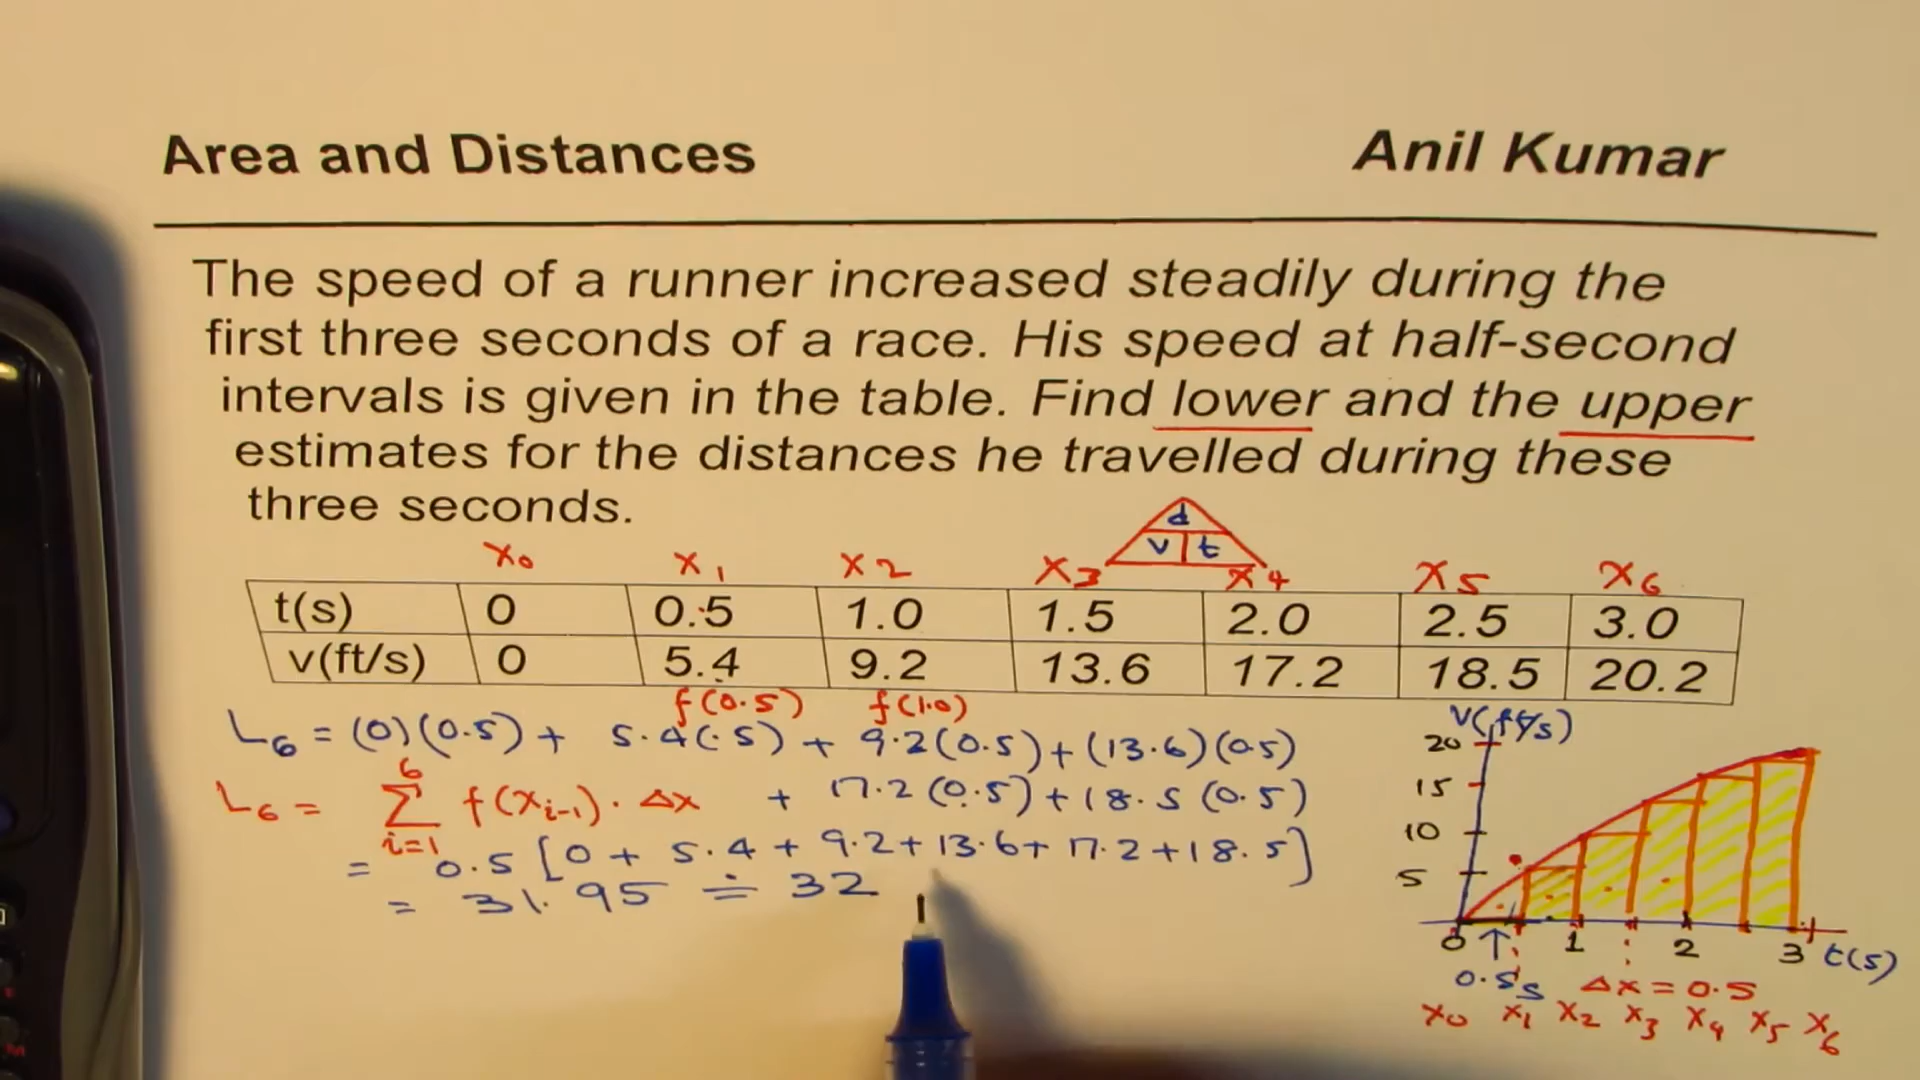 Area and Distances Anil Kumar
The speed of a runner increased steadily during the
first three seconds of a race. His speed at half-second
intervals is given in the table. Find lower and the upper
estimates for the distances he travelled during these
three seconds.
d
v t
x₀ x₁ x₂ x₃ x₄ x₅ x₆
t(s) 0 0.5 1.0 1.5 2.0 2.5 3.0
v(ft/s) 0 5.4 9.2 13.6 17.2 18.5 20.2
f(0.5) f(1.0)
L₆ = (0)(0.5) + 5.4(.5) + 9.2(0.5) + (13.6)(0.5)
+ 17.2(0.5) + 18.5(0.5)
L₆ = 6 Σ i=1 f(xᵢ₋₁) · Δx
= 0.5 [0 + 5.4 + 9.2 + 13.6 + 17.2 + 18.5]
= 31.95 ≐ 32
v(ft/s)
20
15
10
5
0 1 2 3 t(s)
0.5s Δx = 0.5
x₀ x₁ x₂ x₃ x₄ x₅ x₆